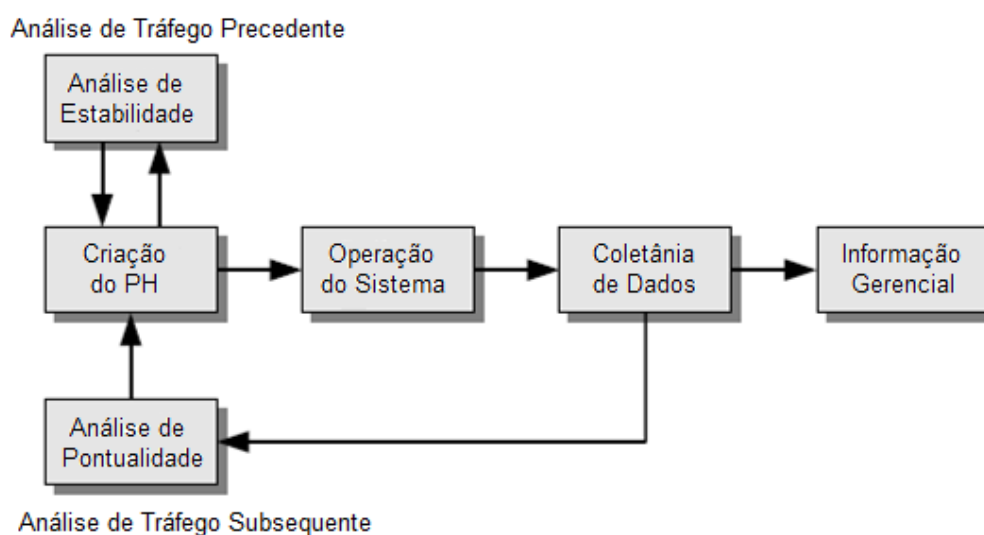 Análise de Tráfego Precedente
Análise de
Estabilidade
Criação
do PH
Operação
do Sistema
Coletânia
de Dados
Informação
Gerencial
Análise de
Pontualidade
Análise de Tráfego Subsequente